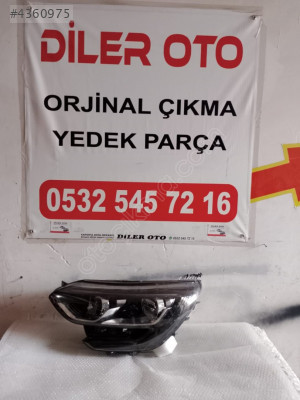 #4360975
DİLER OTO
ORJİNAL ÇIKMA
YEDEK PARÇA
0532 545 72 16
DİLER OTO